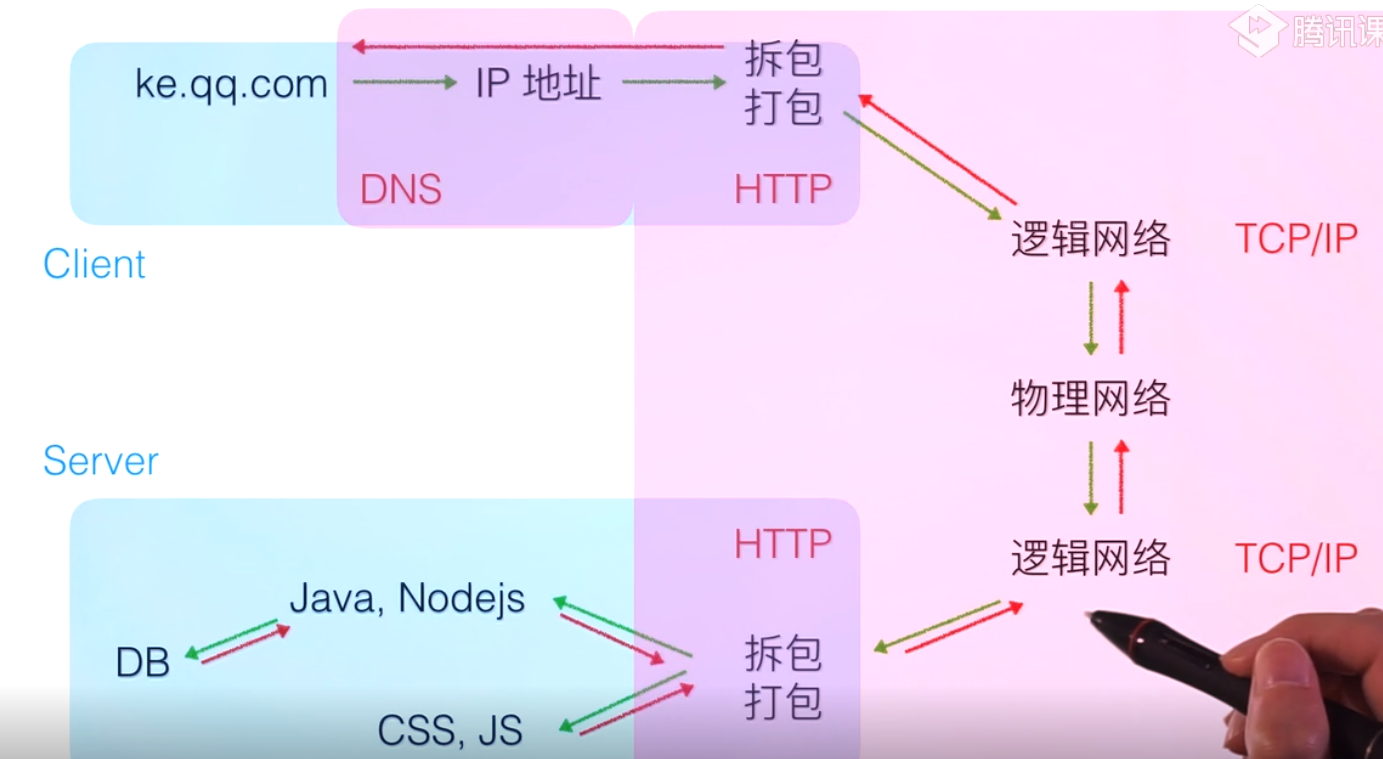 腾讯课
ke.qq.com
IP 地址
拆包
打包
DNS
HTTP
Client
逻辑网络
TCP/IP
物理网络
Server
HTTP
逻辑网络
TCP/IP
Java, Nodejs
DB
拆包
打包
CSS, JS